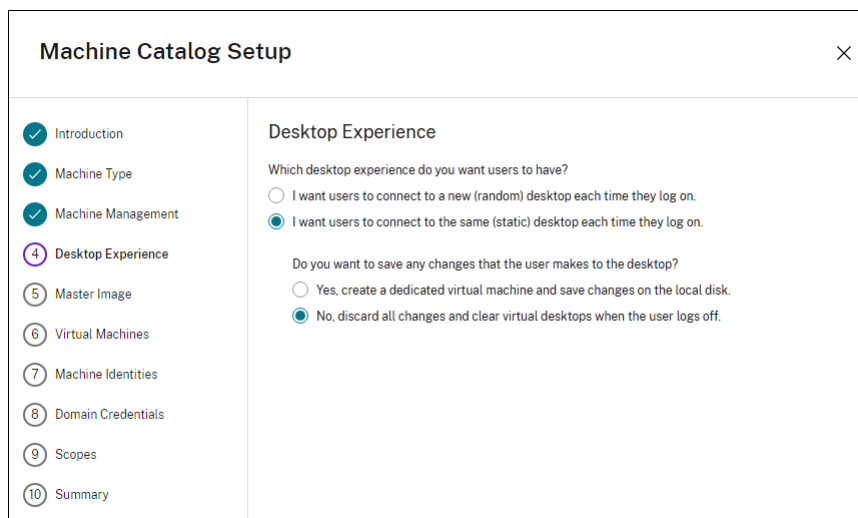 Machine Catalog Setup
Introduction
Machine Type
Machine Management
4 Desktop Experience
5 Master Image
6 Virtual Machines
7 Machine Identities
8 Domain Credentials
9 Scopes
10 Summary
Desktop Experience
Which desktop experience do you want users to have?
I want users to connect to a new (random) desktop each time they log on.
I want users to connect to the same (static) desktop each time they log on.
Do you want to save any changes that the user makes to the desktop?
Yes, create a dedicated virtual machine and save changes on the local disk.
No, discard all changes and clear virtual desktops when the user logs off.